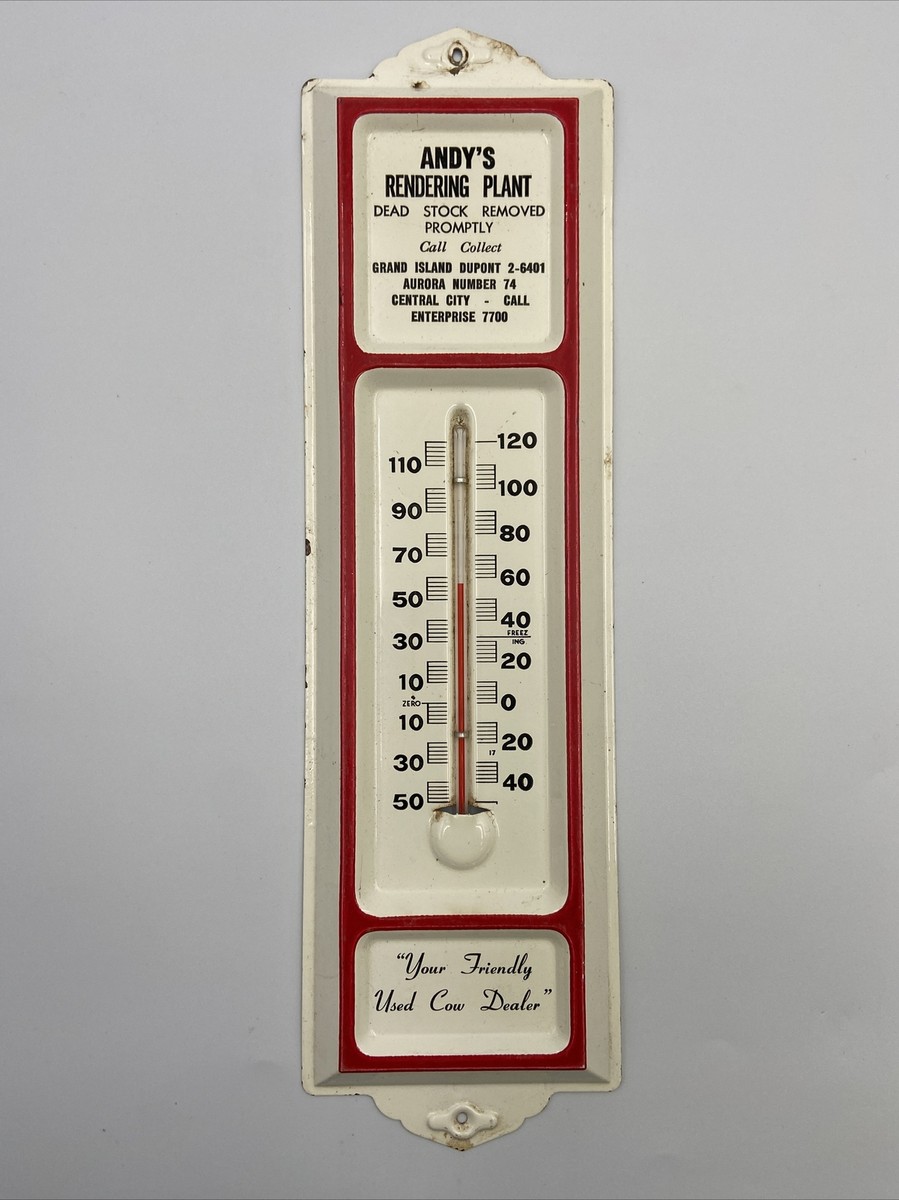 ANDY'S
RENDERING PLANT
DEAD STOCK REMOVED
PROMPTLY
Call Collect
GRAND ISLAND DUPONT 2-6401
AURORA NUMBER 74
CENTRAL CITY - CALL
ENTERPRISE 7700
120
110
100
90
80
70
60
50
40
FREEZ
ING.
30
20
10
ZERO
0
10
20
17
30
40
50
"Your Friendly
Used Cow Dealer"